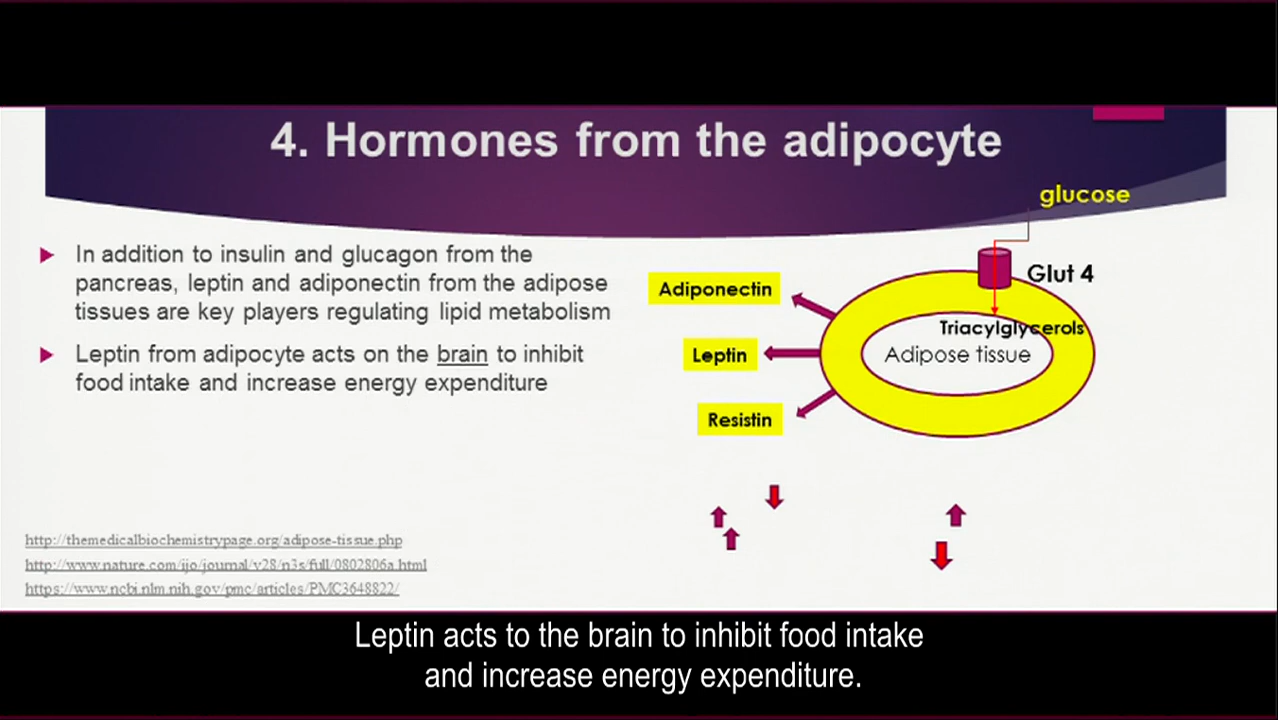 4. Hormones from the adipocyte
In addition to insulin and glucagon from the
pancreas, leptin and adiponectin from the adipose
tissues are key players regulating lipid metabolism
Leptin from adipocyte acts on the brain to inhibit
food intake and increase energy expenditure
glucose
Glut 4
Adiponectin
Triacylglycerols
Leptin
Adipose tissue
Resistin
http://themedicalbiochemistrypage.org/adipose-tissue.php
http://www.nature.com/ijo/journal/v28/n3s/full/0802806a.html
https://www.ncbi.nlm.nih.gov/pmc/articles/PMC3648822/
Leptin acts to the brain to inhibit food intake
and increase energy expenditure.